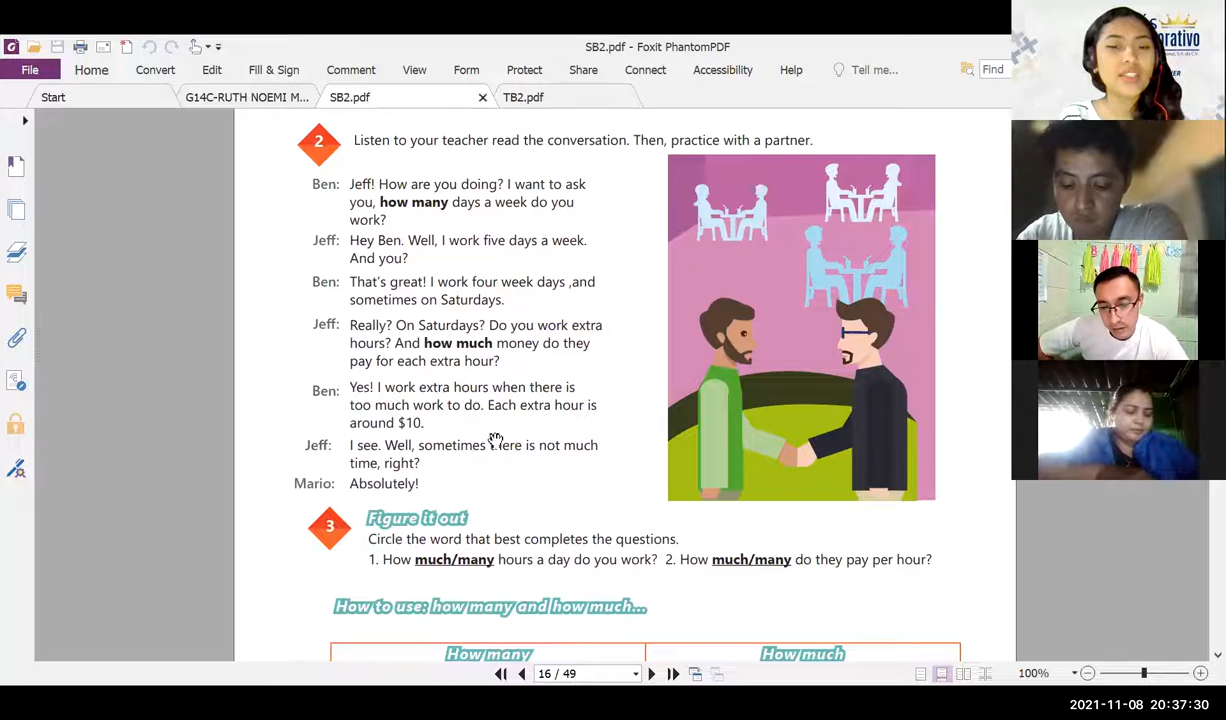 SB2.pdf - Foxit PhantomPDF
File Home Convert Edit Fill & Sign Comment View Form Protect Share Connect Accessibility Help Tell me... Find
Start G14C-RUTH NOEMI M... SB2.pdf TB2.pdf
2 Listen to your teacher read the conversation. Then, practice with a partner.
Ben: Jeff! How are you doing? I want to ask
you, how many days a week do you
work?
Jeff: Hey Ben. Well, I work five days a week.
And you?
Ben: That's great! I work four week days ,and
sometimes on Saturdays.
Jeff: Really? On Saturdays? Do you work extra
hours? And how much money do they
pay for each extra hour?
Ben: Yes! I work extra hours when there is
too much work to do. Each extra hour is
around $10.
Jeff: I see. Well, sometimes there is not much
time, right?
Mario: Absolutely!
3 Figure it out
Circle the word that best completes the questions.
1. How much/many hours a day do you work? 2. How much/many do they pay per hour?
How to use: how many and how much...
How many How much
16 / 49
100%
2021-11-08 20:37:30